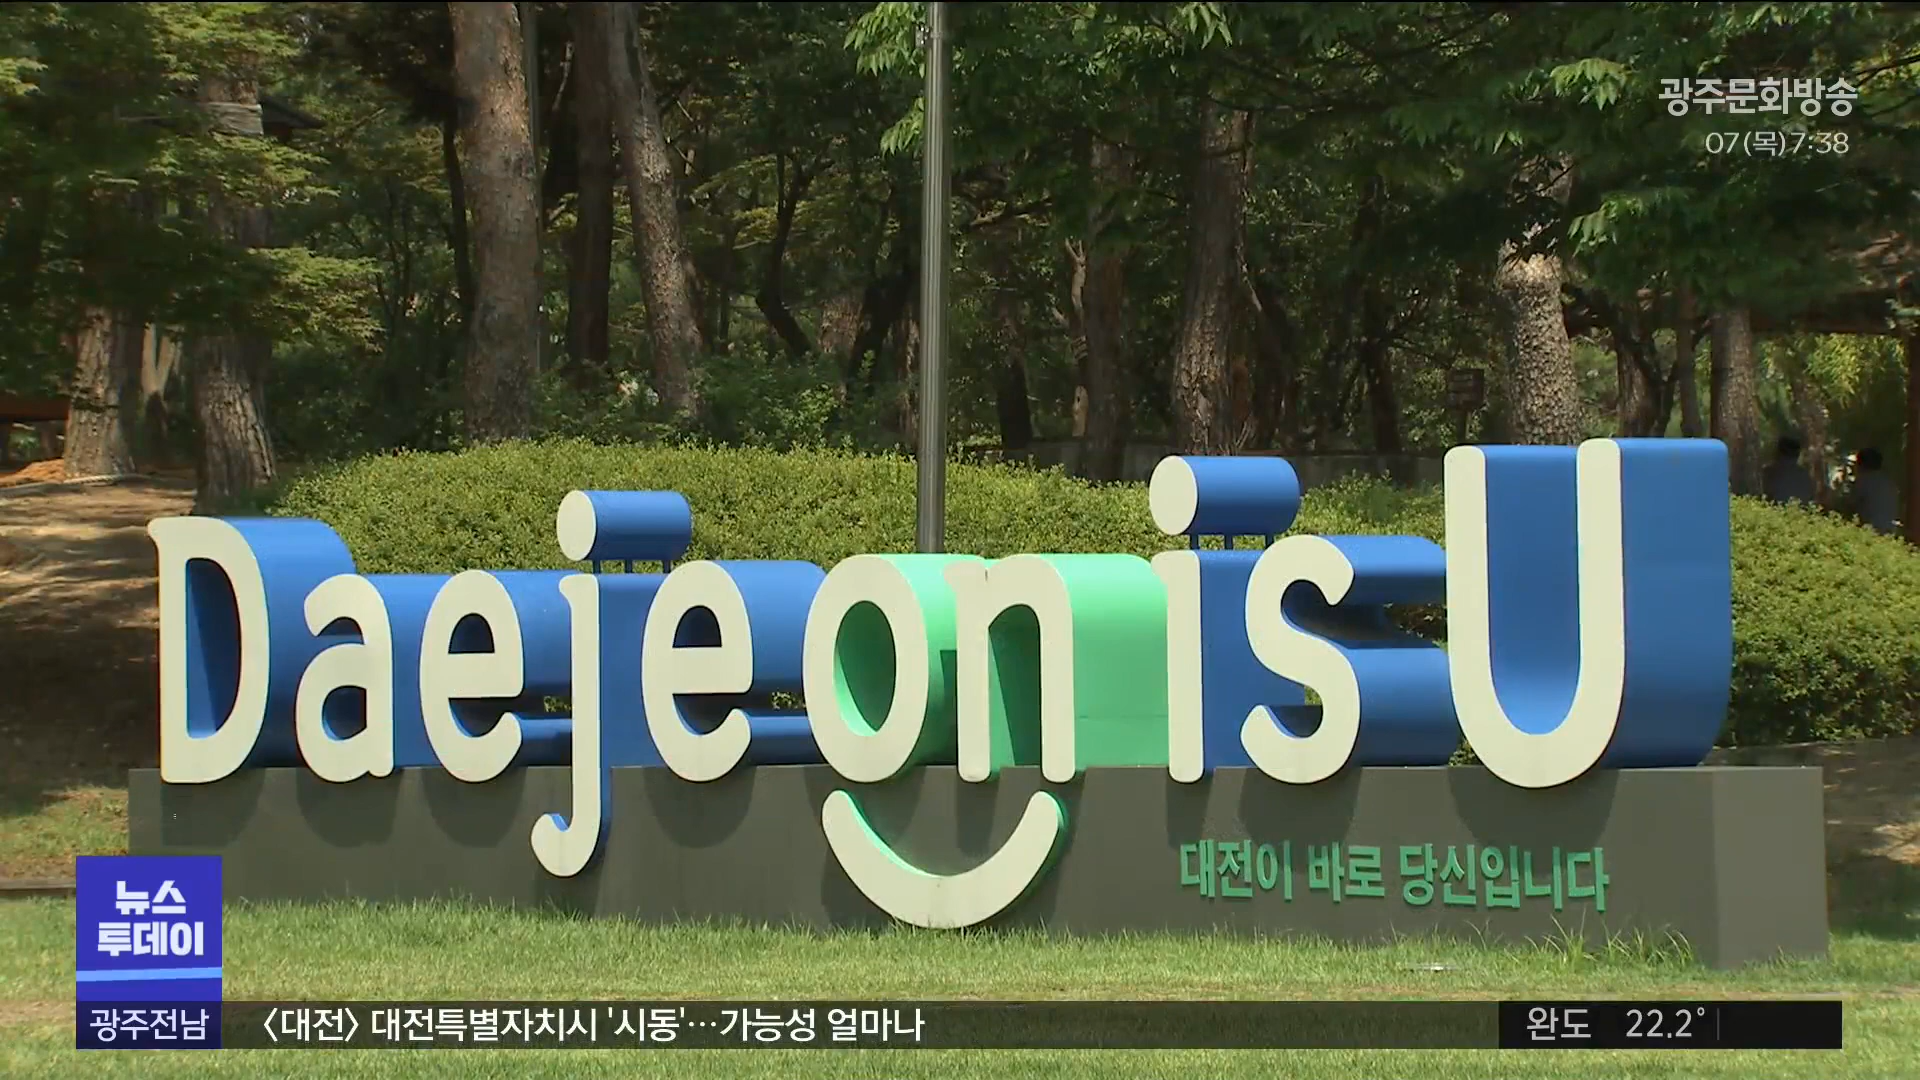 광주문화방송
07(목)7:38
Daejeon is U
대전이 바로 당신입니다
뉴스
투데이
광주전남
〈대전〉 대전특별자치시 '시동'…가능성 얼마나
완도 22.2°